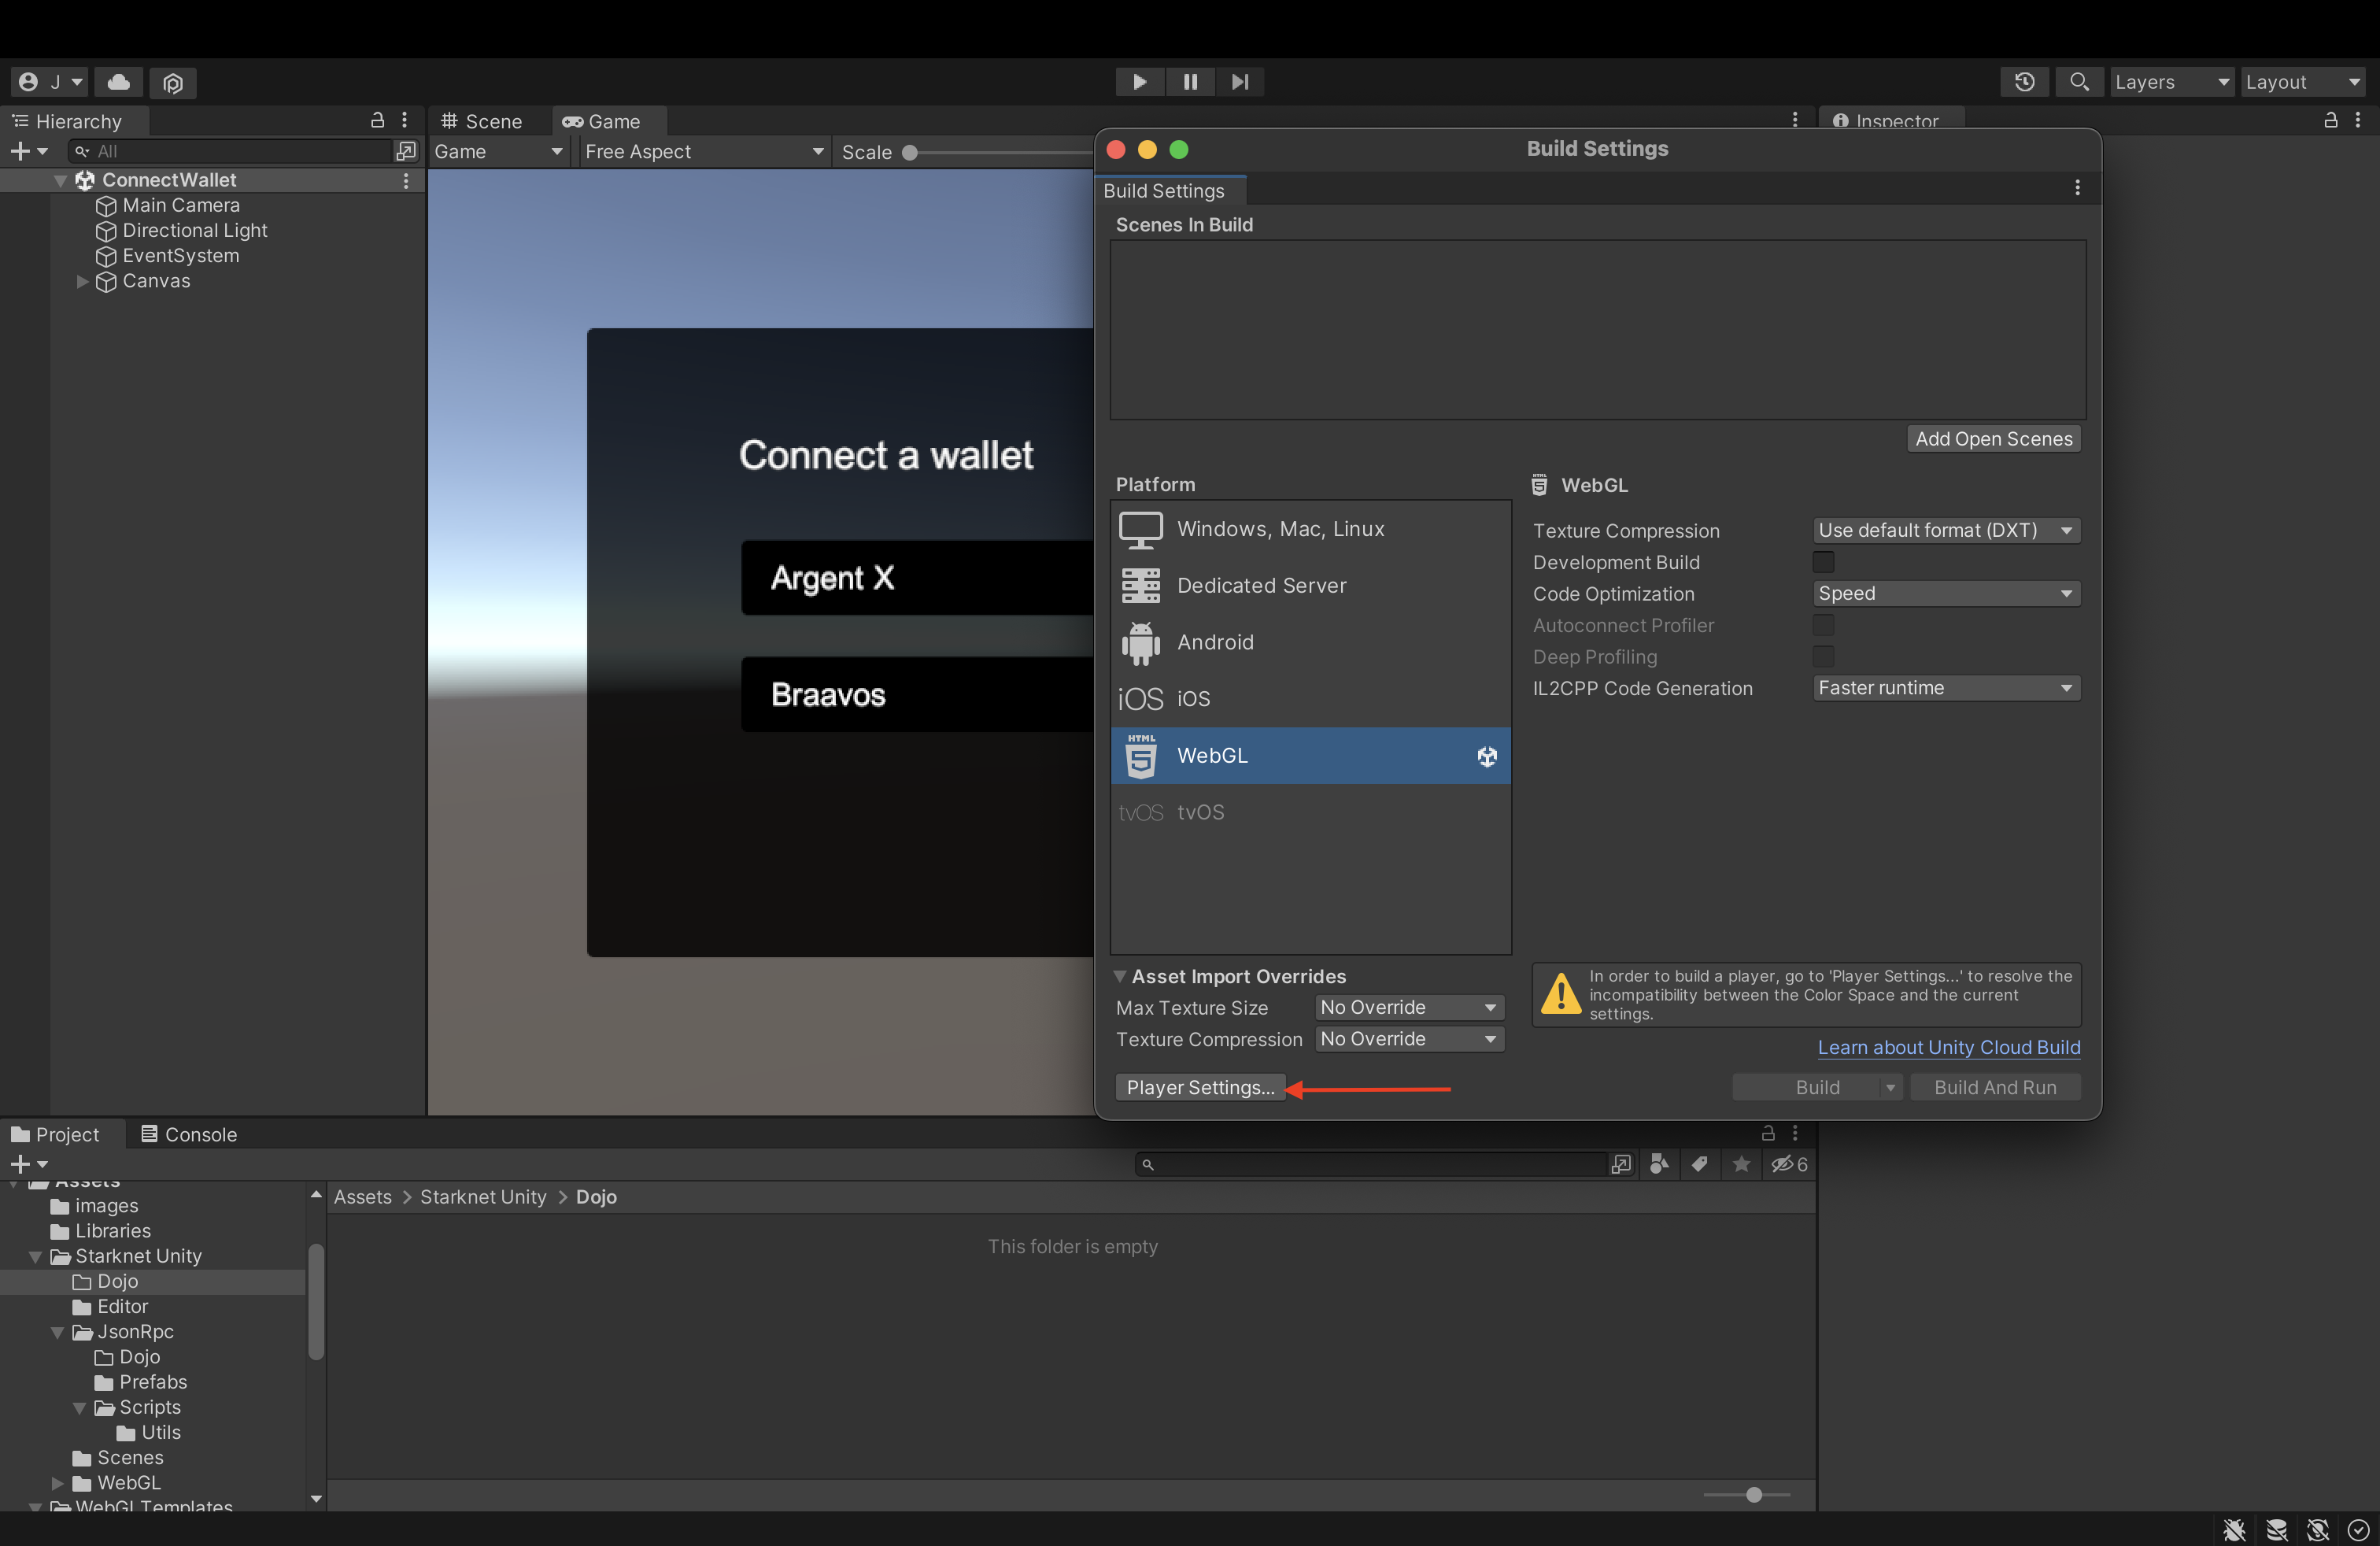 J
Layers
Layout
Hierarchy
All
ConnectWallet
Main Camera
Directional Light
EventSystem
Canvas
Scene
Game
Game
Free Aspect
Scale
Connect a wallet
Argent X
Braavos
Inspector
Build Settings
Build Settings
Scenes In Build
Add Open Scenes
Platform
Windows, Mac, Linux
Dedicated Server
Android
iOS iOS
HTML
5
WebGL
tvOS tvOS
HTML
5
WebGL
Texture Compression Use default format (DXT)
Development Build
Code Optimization Speed
Autoconnect Profiler
Deep Profiling
IL2CPP Code Generation Faster runtime
Asset Import Overrides
Max Texture Size No Override
Texture Compression No Override
In order to build a player, go to 'Player Settings...' to resolve the
incompatibility between the Color Space and the current
settings.
Learn about Unity Cloud Build
Player Settings...
Build
Build And Run
Project
Console
6
Assets
images
Libraries
Starknet Unity
Dojo
Editor
JsonRpc
Dojo
Prefabs
Scripts
Utils
Scenes
WebGL
WebGLTemplates
Assets > Starknet Unity > Dojo
This folder is empty